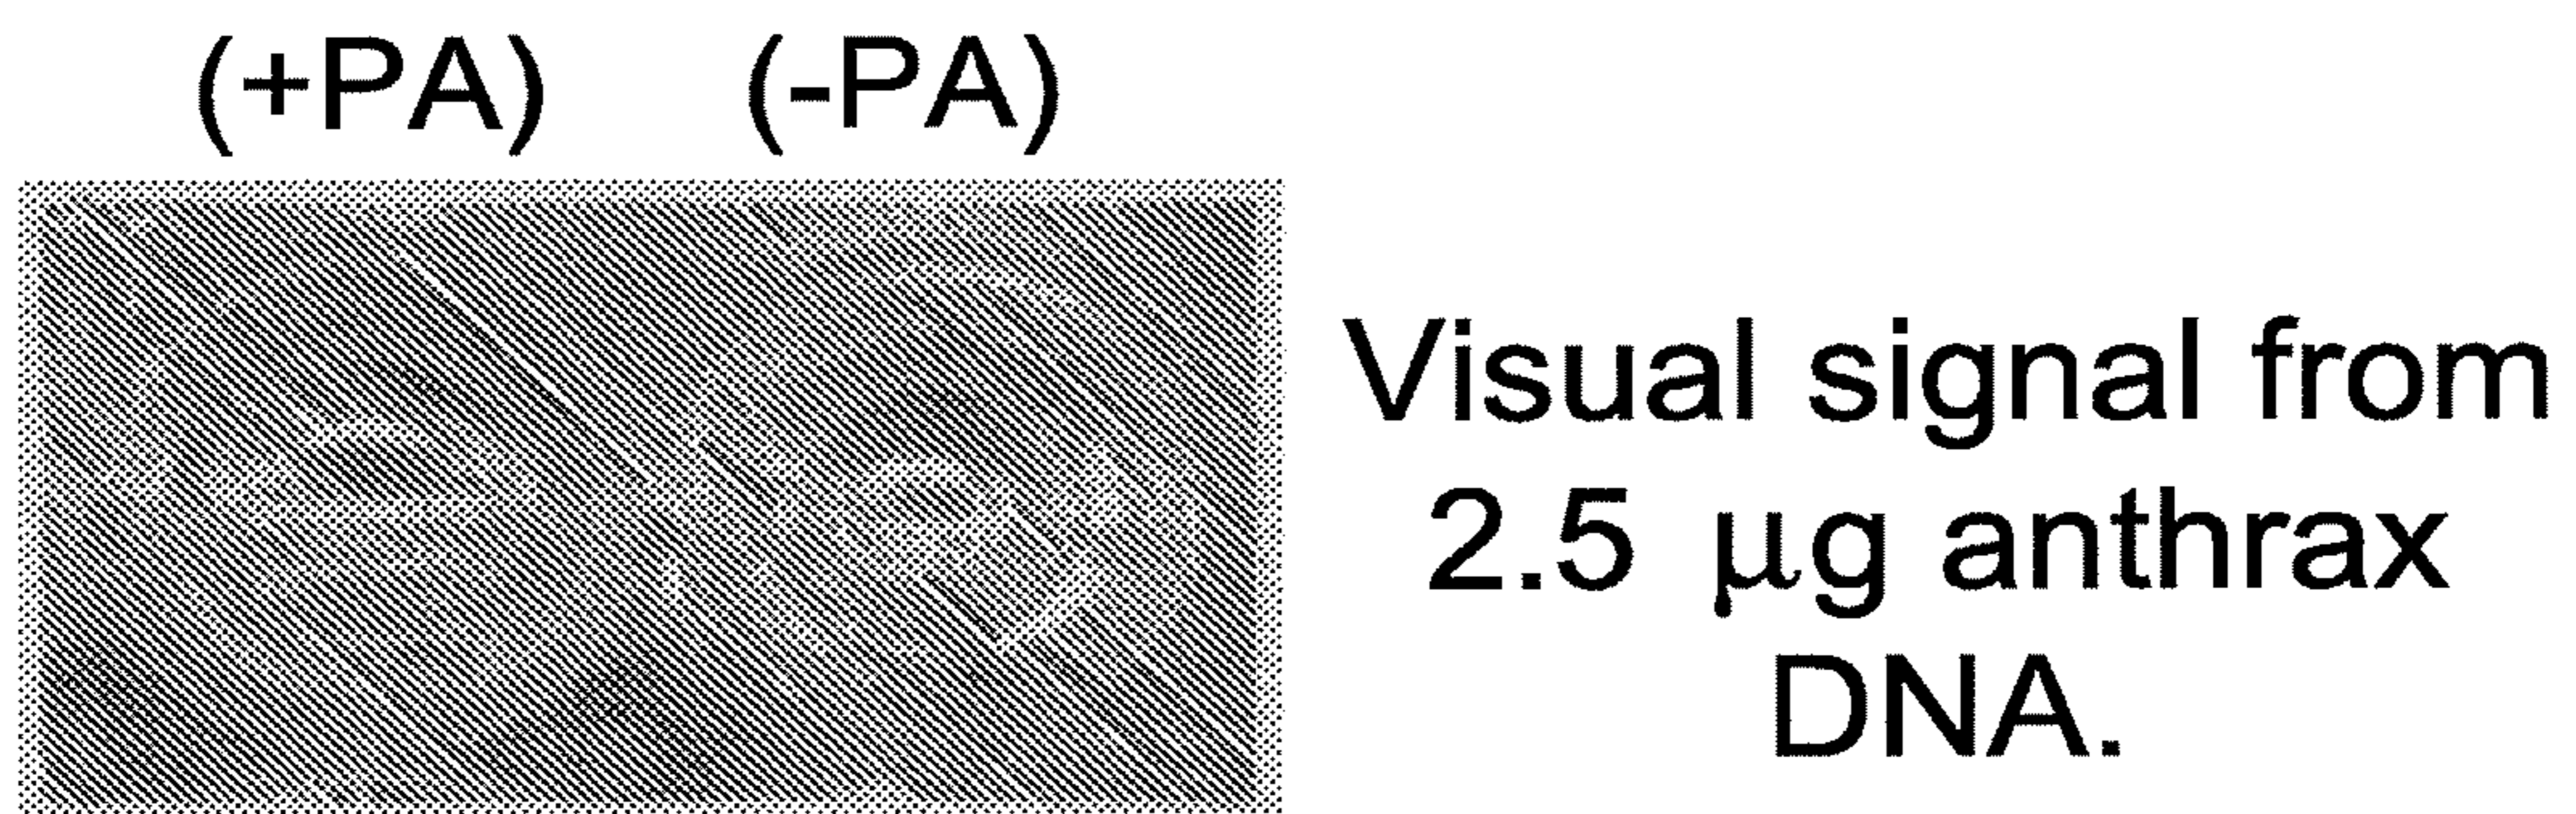 (+PA) (-PA)
Visual signal from
2.5 μg anthrax
DNA.